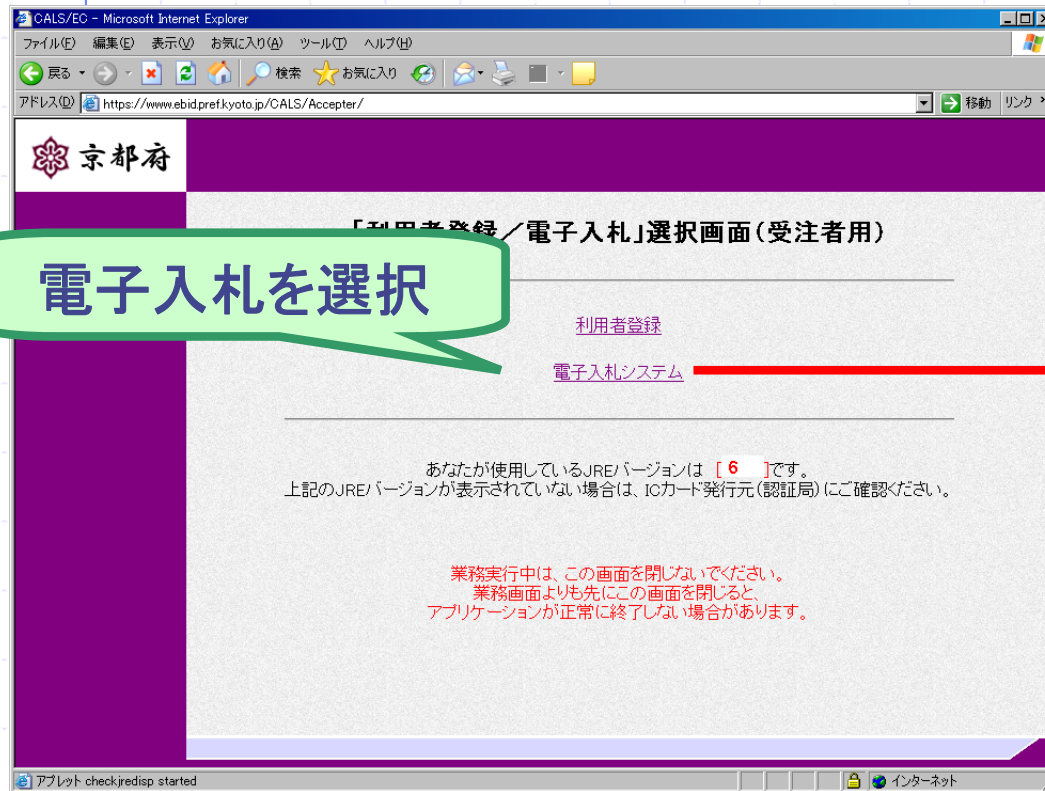 CALS/EC - Microsoft Internet Explorer
ファイル(F) 編集(E) 表示(V) お気に入り(A) ツール(T) ヘルプ(H)
戻る 検索 お気に入り
アドレス(D) https://www.ebid.pref.kyoto.jp/CALS/Accepter/ 移動 リンク
京都府
「利用者登録／電子入札」選択画面(受注者用)
電子入札を選択
利用者登録
電子入札システム
あなたが使用しているJREバージョンは [6 ]です。
上記のJREバージョンが表示されていない場合は、ICカード発行元(認証局)にご確認ください。
業務実行中は、この画面を閉じないでください。
業務画面よりも先にこの画面を閉じると、
アプリケーションが正常に終了しない場合があります。
アプレット checkjredisp started インターネット